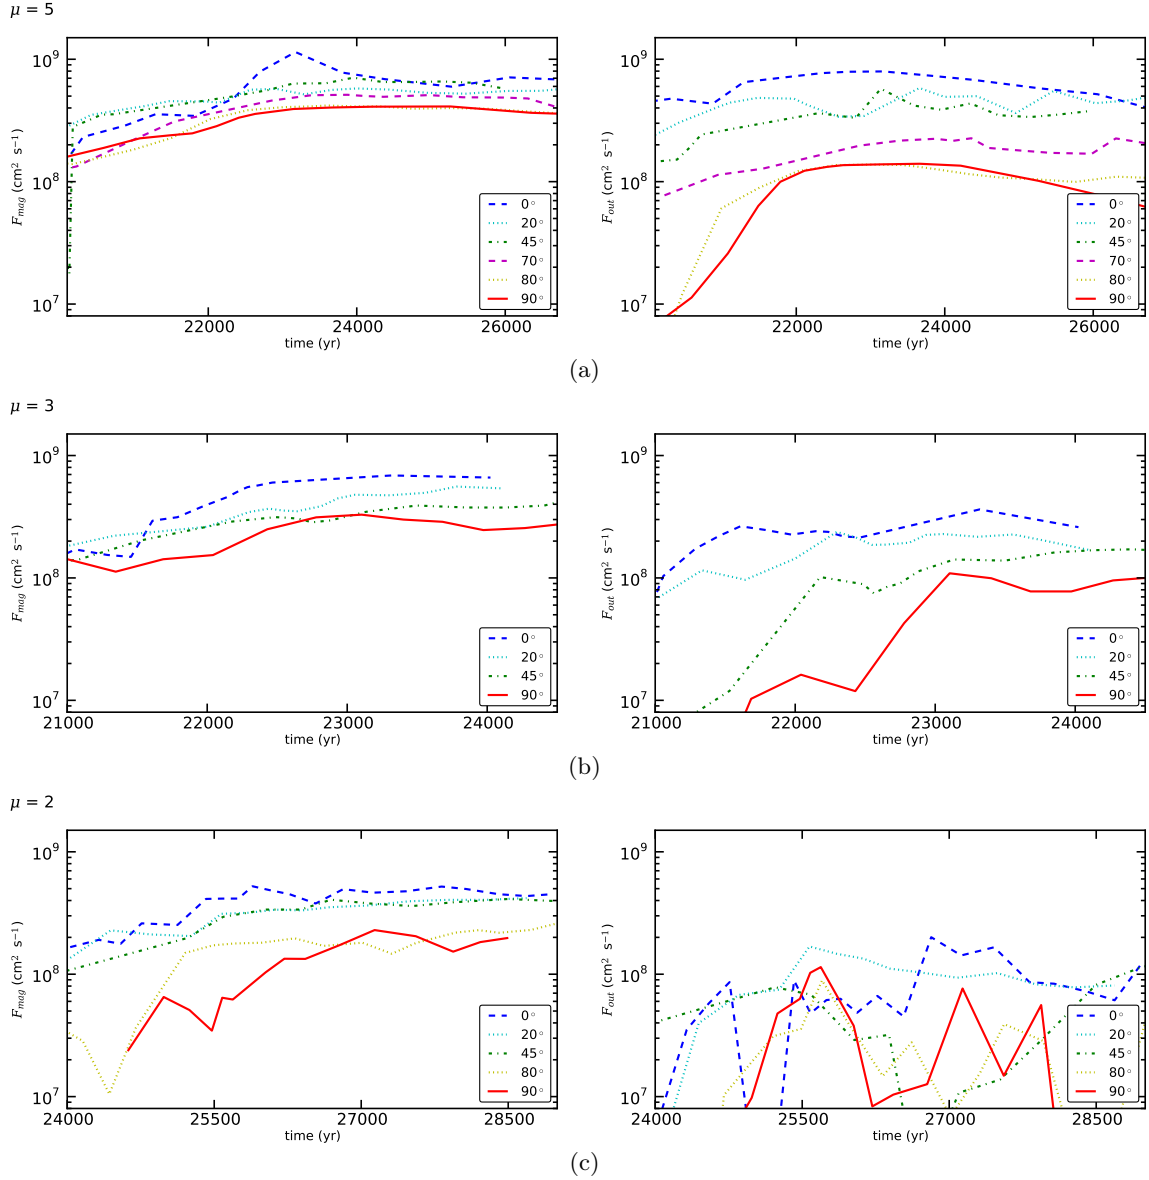 μ = 5
10⁹
10⁸
10⁷
F_mag (cm² s⁻¹)
22000 24000 26000
time (yr)
0°
20°
45°
70°
80°
90°
10⁹
10⁸
10⁷
F_out (cm² s⁻¹)
22000 24000 26000
time (yr)
0°
20°
45°
70°
80°
90°
(a)
μ = 3
10⁹
10⁸
10⁷
F_mag (cm² s⁻¹)
21000 22000 23000 24000
time (yr)
0°
20°
45°
90°
10⁹
10⁸
10⁷
F_out (cm² s⁻¹)
21000 22000 23000 24000
time (yr)
0°
20°
45°
90°
(b)
μ = 2
10⁹
10⁸
10⁷
F_mag (cm² s⁻¹)
24000 25500 27000 28500
time (yr)
0°
20°
45°
80°
90°
10⁹
10⁸
10⁷
F_out (cm² s⁻¹)
24000 25500 27000 28500
time (yr)
0°
20°
45°
80°
90°
(c)